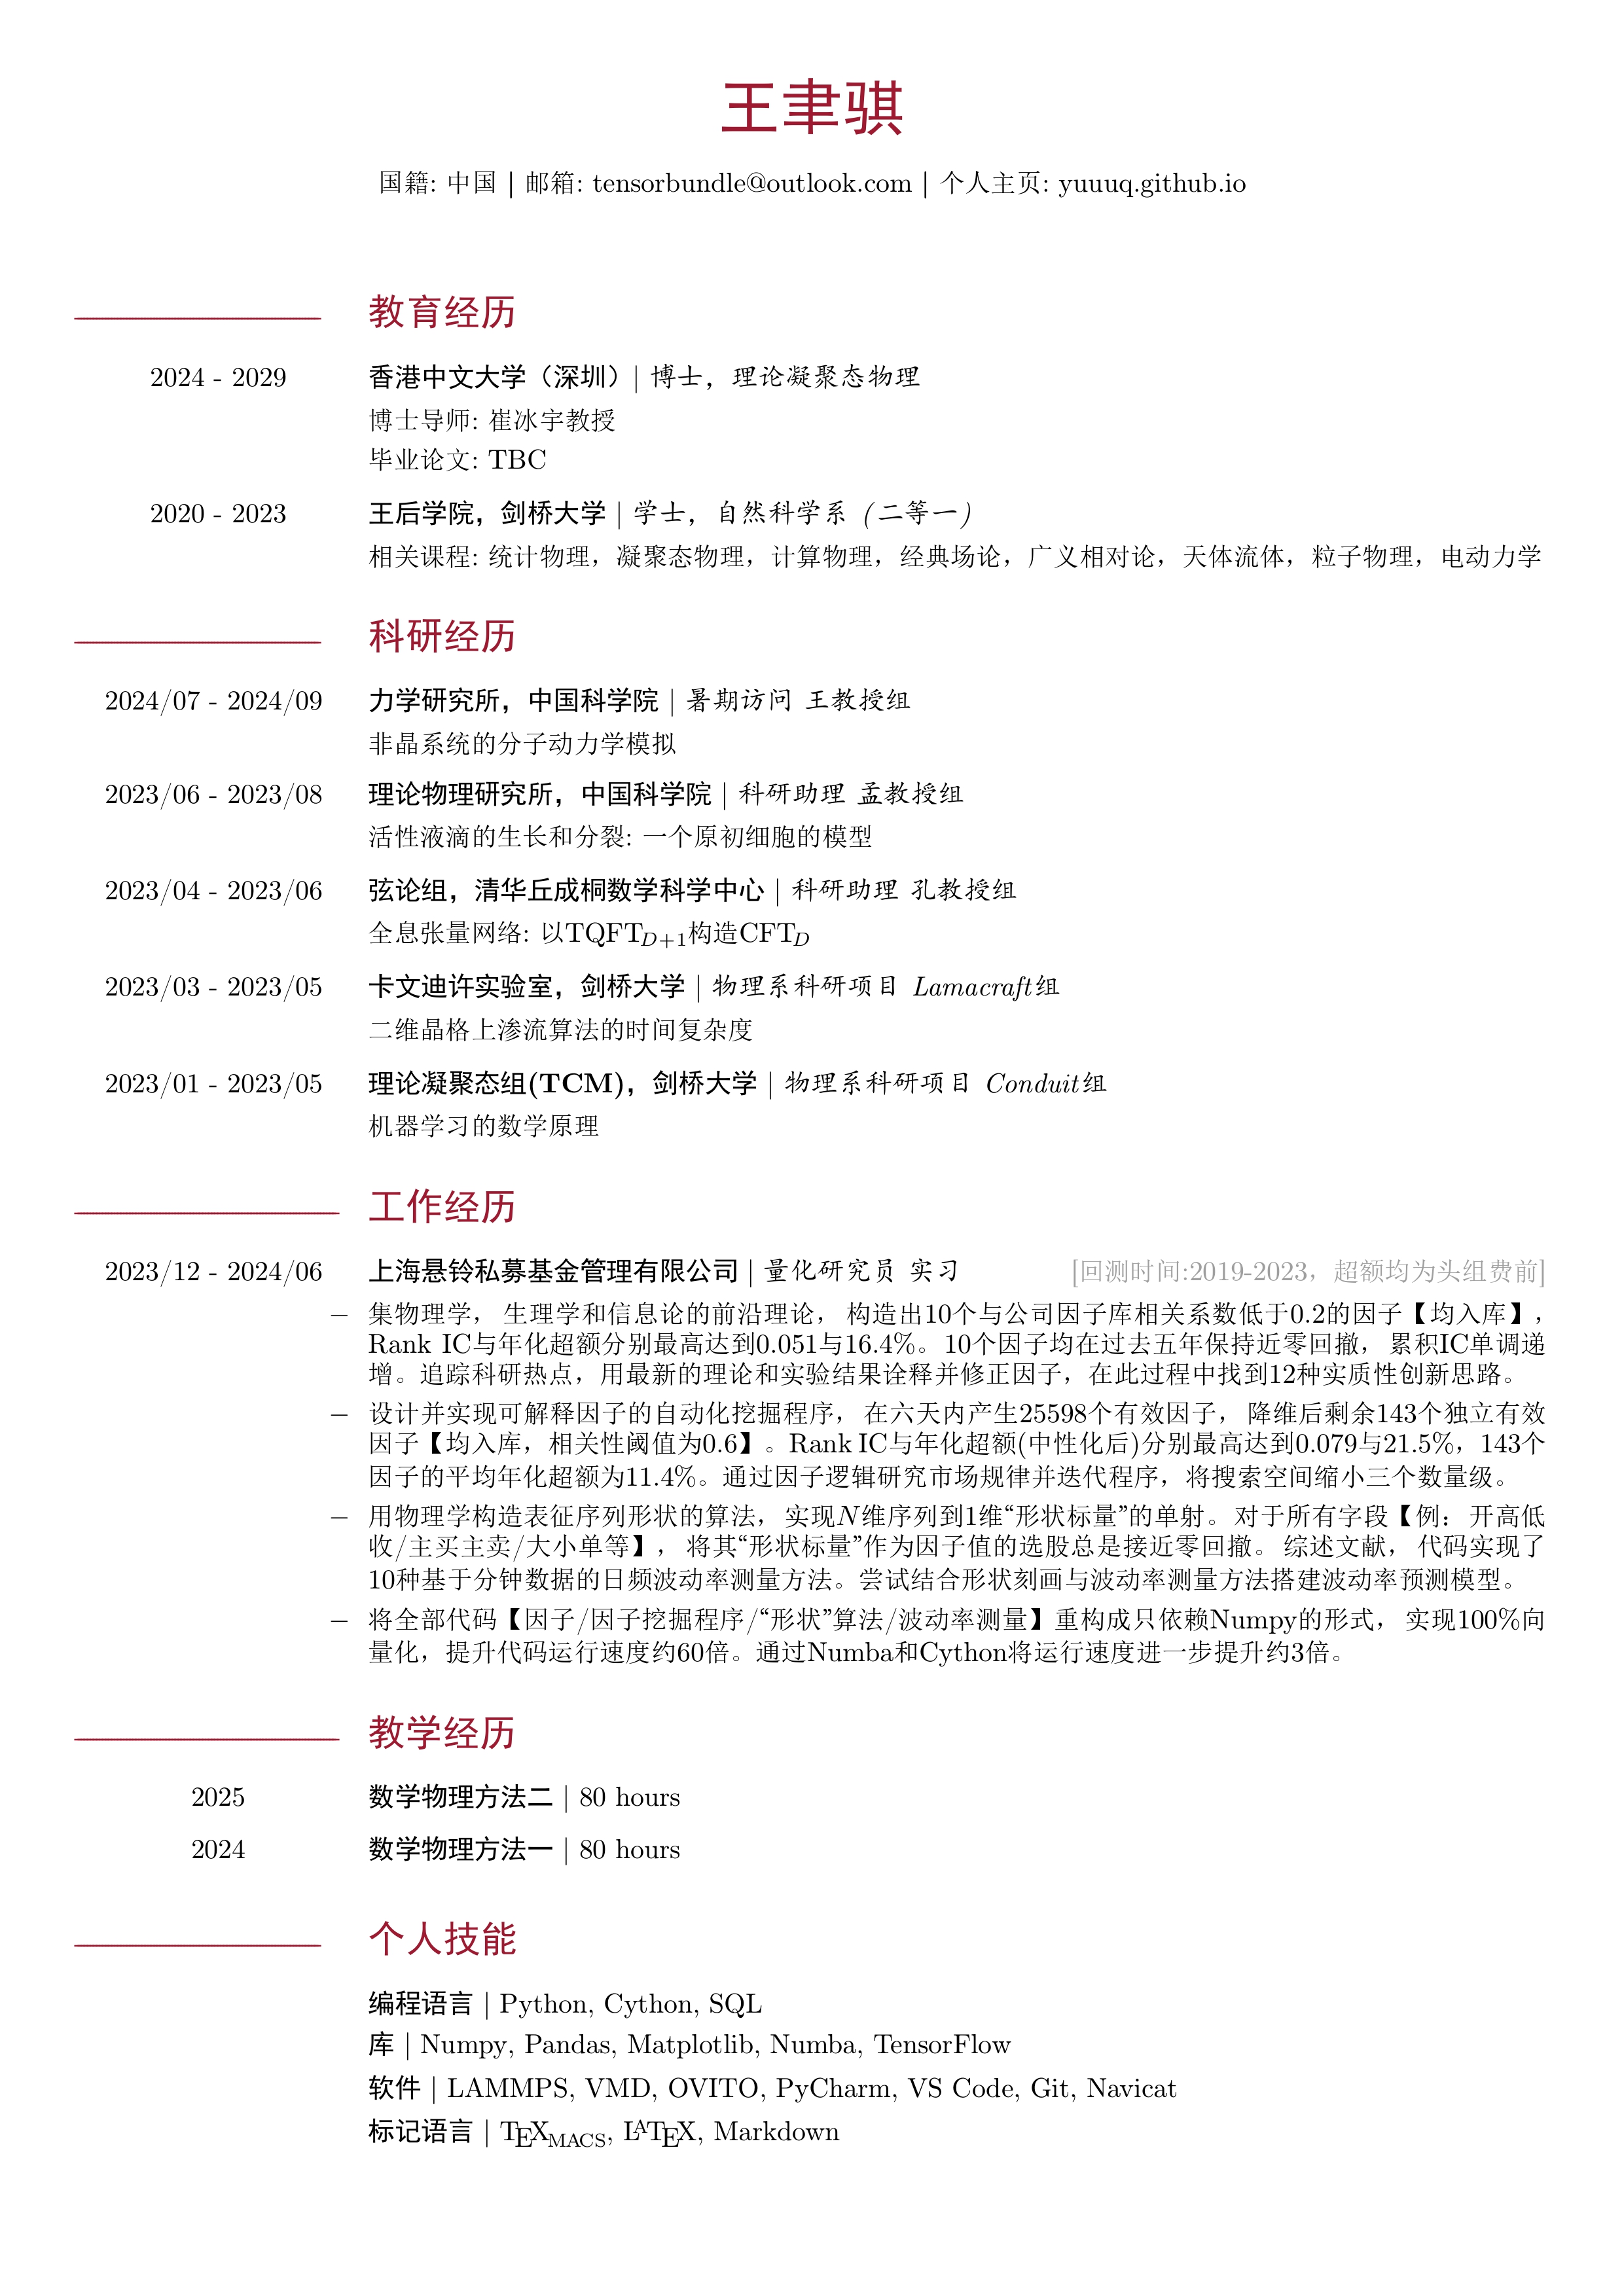 王聿骐
国籍: 中国 | 邮箱: tensorbundle@outlook.com | 个人主页: yuuuq.github.io
教育经历
2024 - 2029 香港中文大学（深圳）| 博士，理论凝聚态物理
博士导师: 崔冰宇教授
毕业论文: TBC
2020 - 2023 王后学院，剑桥大学 | 学士，自然科学系（二等一）
相关课程: 统计物理，凝聚态物理，计算物理，经典场论，广义相对论，天体流体，粒子物理，电动力学
科研经历
2024/07 - 2024/09 力学研究所，中国科学院 | 暑期访问 王教授组
非晶系统的分子动力学模拟
2023/06 - 2023/08 理论物理研究所，中国科学院 | 科研助理 孟教授组
活性液滴的生长和分裂: 一个原初细胞的模型
2023/04 - 2023/06 弦论组，清华丘成桐数学科学中心 | 科研助理 孔教授组
全息张量网络: 以TQFT_{D+1}构造CFT_D
2023/03 - 2023/05 卡文迪许实验室，剑桥大学 | 物理系科研项目 Lamacraft组
二维晶格上渗流算法的时间复杂度
2023/01 - 2023/05 理论凝聚态组(TCM)，剑桥大学 | 物理系科研项目 Conduit组
机器学习的数学原理
工作经历
2023/12 - 2024/06 上海悬铃私募基金管理有限公司 | 量化研究员 实习 [回测时间:2019-2023，超额均为头组费前]
– 集物理学，生理学和信息论的前沿理论，构造出10个与公司因子库相关系数低于0.2的因子【均入库】，
Rank IC与年化超额分别最高达到0.051与16.4%。10个因子均在过去五年保持近零回撤，累积IC单调递
增。追踪科研热点，用最新的理论和实验结果诠释并修正因子，在此过程中找到12种实质性创新思路。
– 设计并实现可解释因子的自动化挖掘程序，在六天内产生25598个有效因子，降维后剩余143个独立有效
因子【均入库，相关性阈值为0.6】。Rank IC与年化超额(中性化后)分别最高达到0.079与21.5%，143个
因子的平均年化超额为11.4%。通过因子逻辑研究市场规律并迭代程序，将搜索空间缩小三个数量级。
– 用物理学构造表征序列形状的算法，实现N维序列到1维“形状标量”的单射。对于所有字段【例：开高低
收/主买主卖/大小单等】，将其“形状标量”作为因子值的选股总是接近零回撤。综述文献，代码实现了
10种基于分钟数据的日频波动率测量方法。尝试结合形状刻画与波动率测量方法搭建波动率预测模型。
– 将全部代码【因子/因子挖掘程序/“形状”算法/波动率测量】重构成只依赖Numpy的形式，实现100%向
量化，提升代码运行速度约60倍。通过Numba和Cython将运行速度进一步提升约3倍。
教学经历
2025 数学物理方法二 | 80 hours
2024 数学物理方法一 | 80 hours
个人技能
编程语言 | Python, Cython, SQL
库 | Numpy, Pandas, Matplotlib, Numba, TensorFlow
软件 | LAMMPS, VMD, OVITO, PyCharm, VS Code, Git, Navicat
标记语言 | TEXMACS, LATEX, Markdown